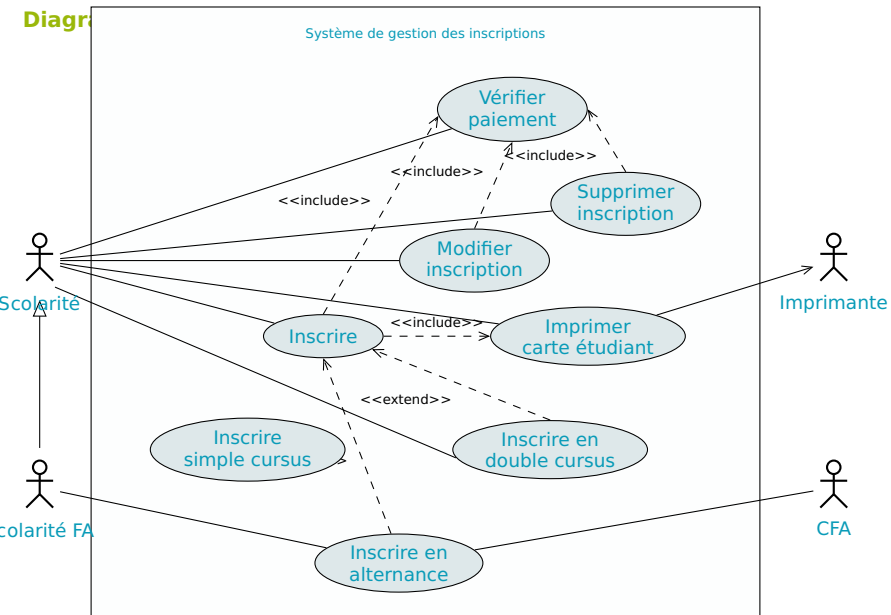 Diagra
Système de gestion des inscriptions
Vérifier
paiement
<<include>>
<<include>>
<<include>>
Supprimer
inscription
Modifier
inscription
Scolarité
Imprimante
<<include>>
Inscrire
Imprimer
carte étudiant
<<extend>>
Inscrire
simple cursus
Inscrire en
double cursus
colarité FA
CFA
Inscrire en
alternance